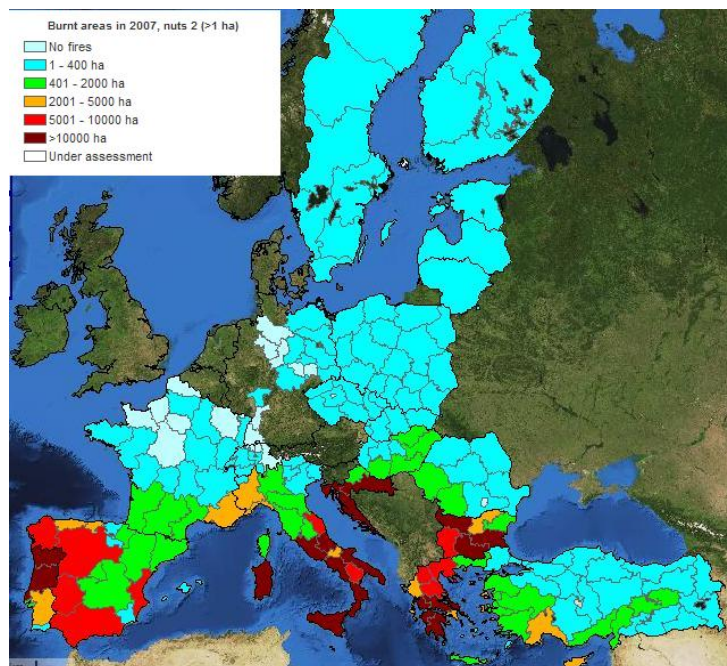 Burnt areas in 2007, nuts 2 (>1 ha)
No fires
1 - 400 ha
401 - 2000 ha
2001 - 5000 ha
5001 - 10000 ha
>10000 ha
Under assessment